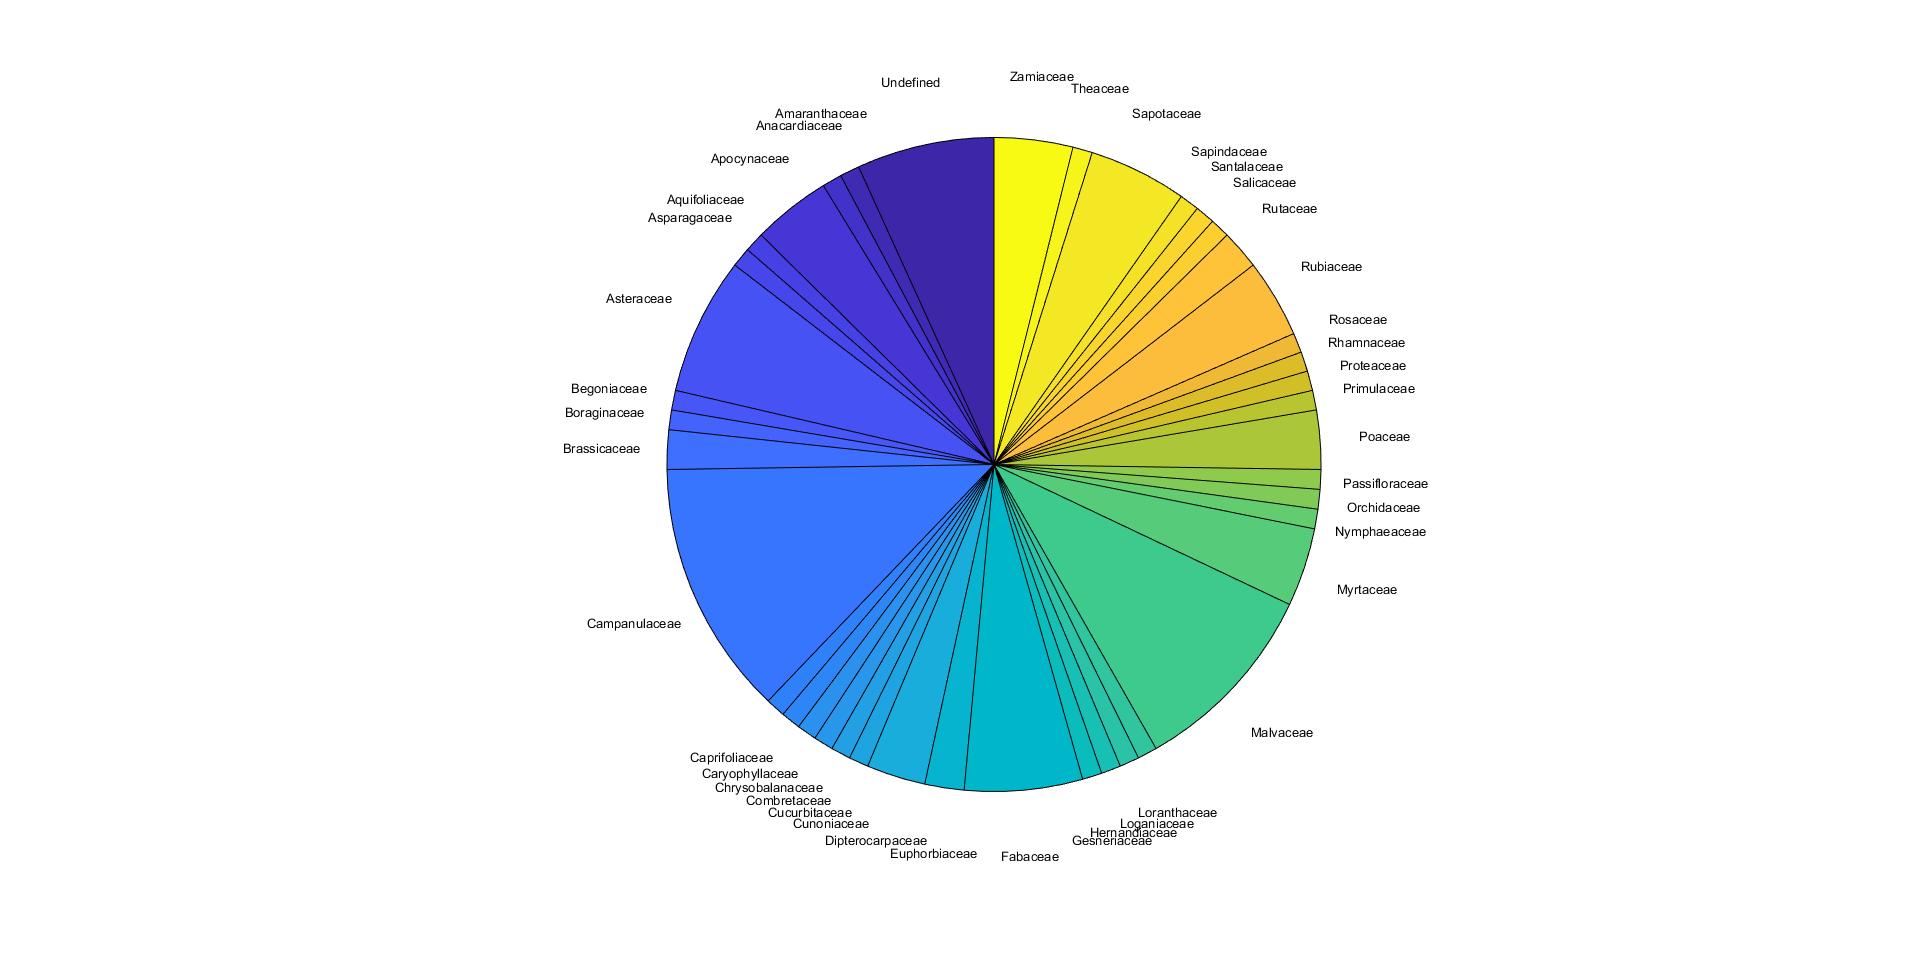 Undefined
Amaranthaceae
Anacardiaceae
Apocynaceae
Aquifoliaceae
Asparagaceae
Asteraceae
Begoniaceae
Boraginaceae
Brassicaceae
Campanulaceae
Caprifoliaceae
Caryophyllaceae
Chrysobalanaceae
Combretaceae
Cucurbitaceae
Cunoniaceae
Dipterocarpaceae
Euphorbiaceae
Fabaceae
Gesneriaceae
Hernandiaceae
Loganiaceae
Loranthaceae
Malvaceae
Myrtaceae
Nymphaeaceae
Orchidaceae
Passifloraceae
Poaceae
Primulaceae
Proteaceae
Rhamnaceae
Rosaceae
Rubiaceae
Rutaceae
Salicaceae
Santalaceae
Sapindaceae
Sapotaceae
Theaceae
Zamiaceae